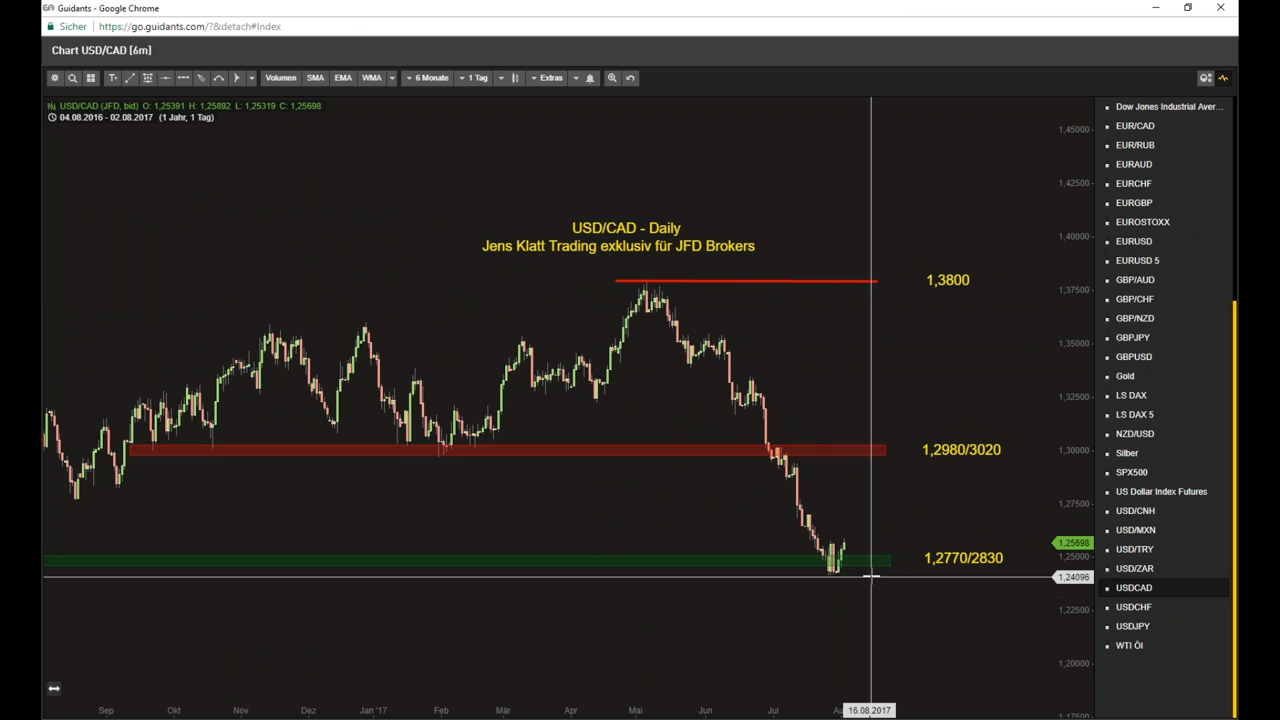 Guidants - Google Chrome
Sicher https://go.guidants.com/?&detach#Index
Chart USD/CAD [6m]
T+ Volumen SMA EMA WMA 6 Monate 1 Tag Extras
USD/CAD (JFD, bid) O: 1,25391 H: 1,25892 L: 1,25319 C: 1,25698
04.08.2016 - 02.08.2017 (1 Jahr, 1 Tag)
USD/CAD - Daily
Jens Klatt Trading exklusiv für JFD Brokers
1,3800
1,2980/3020
1,2770/2830
1,45000
1,42500
1,40000
1,37500
1,35000
1,32500
1,30000
1,27500
1,25698
1,25000
1,24096
1,22500
1,20000
1,17500
Sep Okt Nov Dez Jan '17 Feb Mär Apr Mai Jun Jul Au 16.08.2017
Dow Jones Industrial Aver...
EUR/CAD
EUR/RUB
EURAUD
EURCHF
EURGBP
EUROSTOXX
EURUSD
EURUSD 5
GBP/AUD
GBP/CHF
GBP/NZD
GBPJPY
GBPUSD
Gold
LS DAX
LS DAX 5
NZD/USD
Silber
SPX500
US Dollar Index Futures
USD/CNH
USD/MXN
USD/TRY
USD/ZAR
USDCAD
USDCHF
USDJPY
WTI Öl